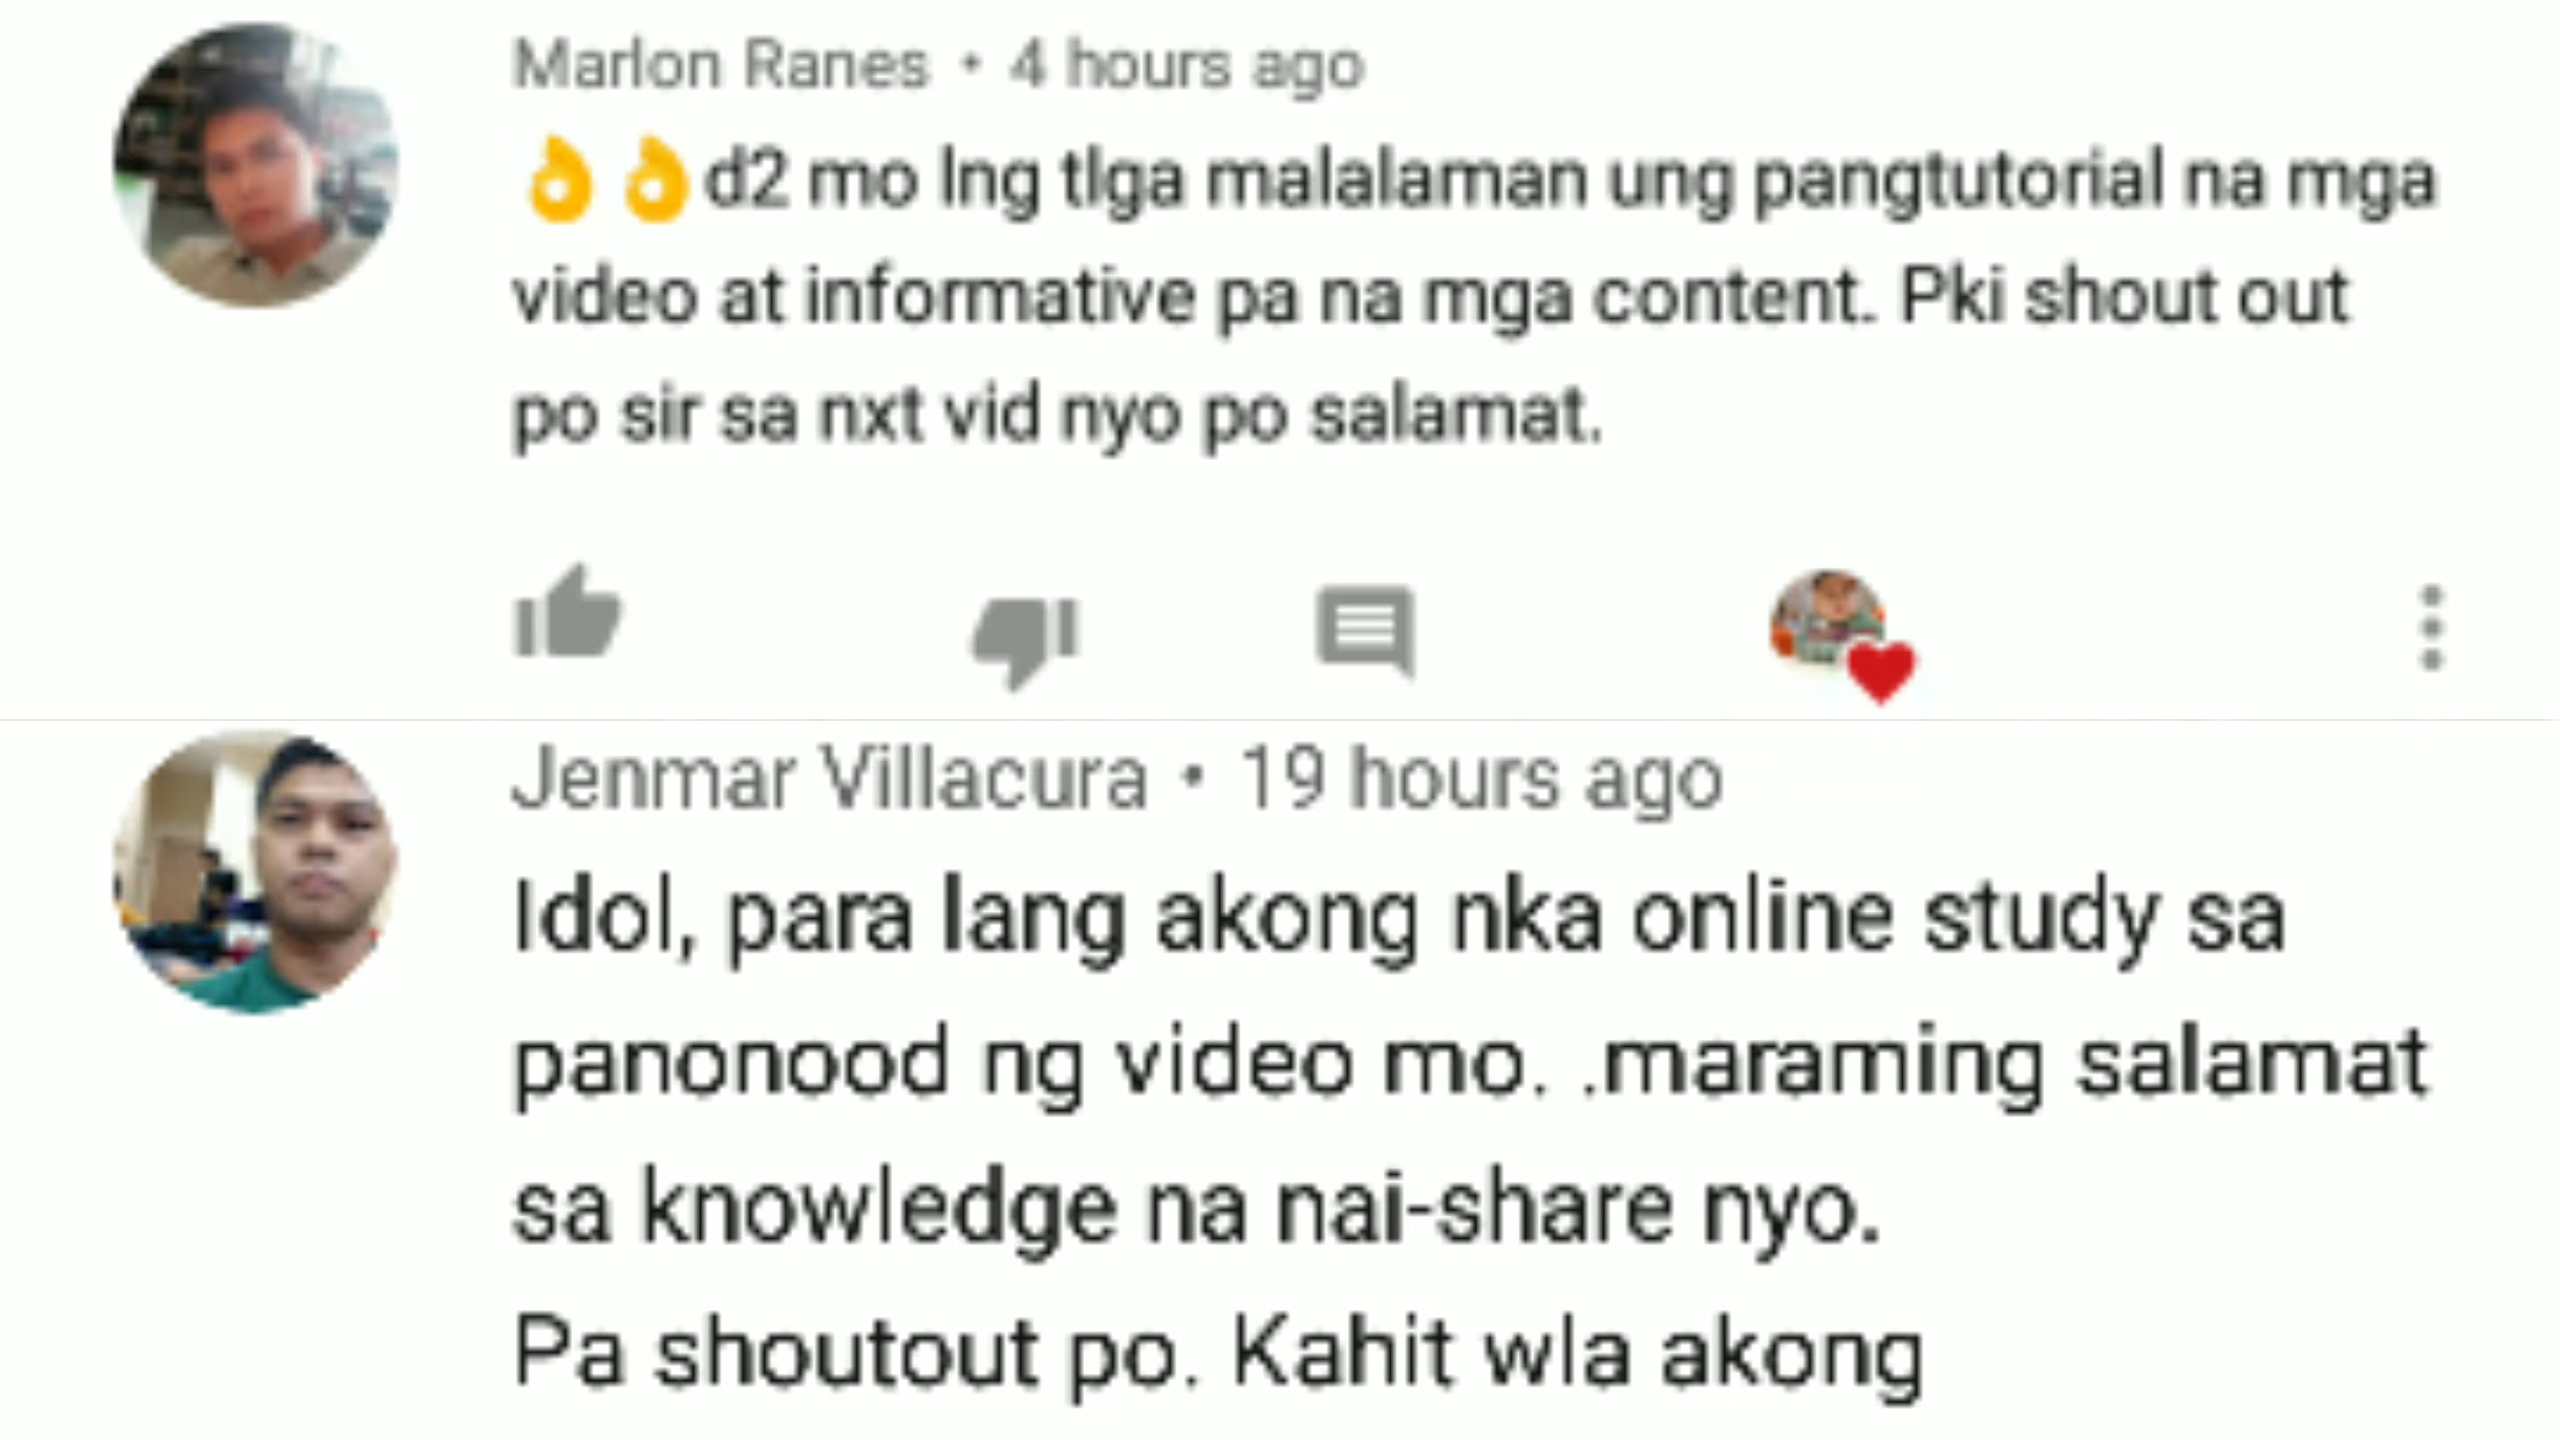 Marlon Ranes • 4 hours ago
👌👌d2 mo lng tlga malalaman ung pangtutorial na mga
video at informative pa na mga content. Pki shout out
po sir sa nxt vid nyo po salamat.
Jenmar Villacura • 19 hours ago
Idol, para lang akong nka online study sa
panonood ng video mo. .maraming salamat
sa knowledge na nai-share nyo.
Pa shoutout po. Kahit wla akong